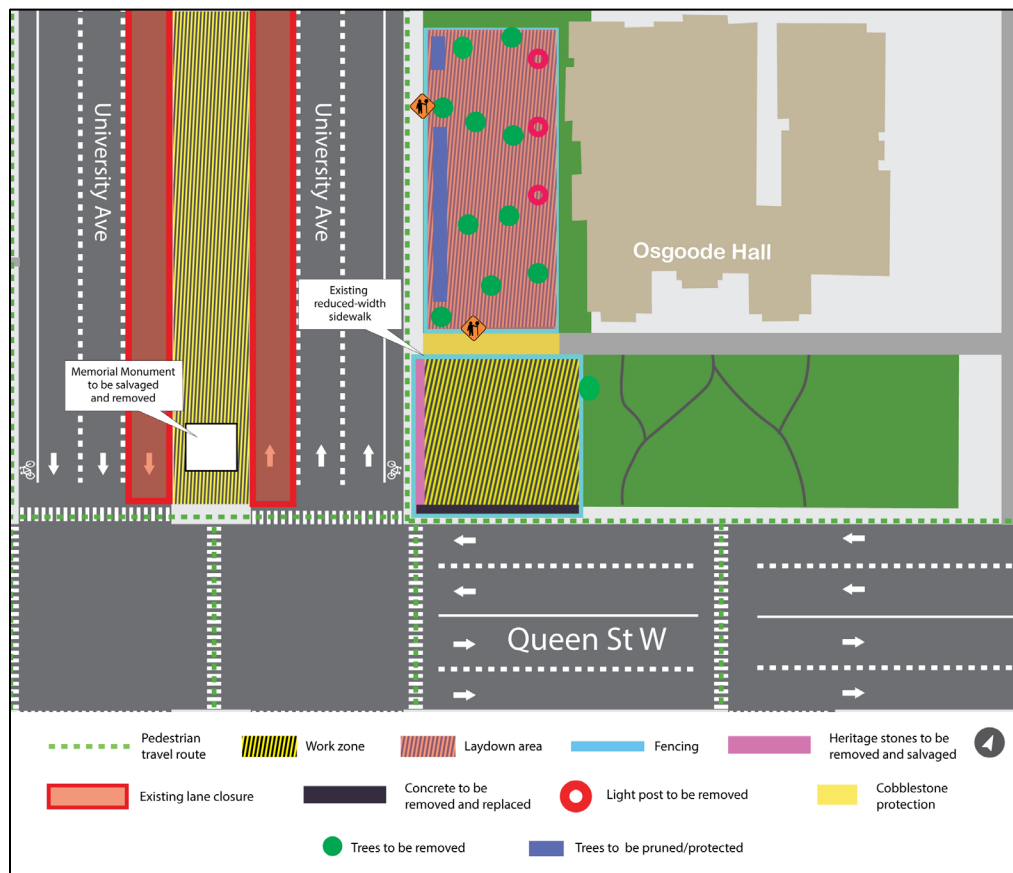 University Ave
University Ave
Osgoode Hall
Existing
reduced-width
sidewalk
Memorial Monument
to be salvaged
and removed
Queen St W
Pedestrian
travel route
Work zone
Laydown area
Fencing
Heritage stones to be
removed and salvaged
Existing lane closure
Concrete to be
removed and replaced
Light post to be removed
Cobblestone
protection
Trees to be removed
Trees to be pruned/protected